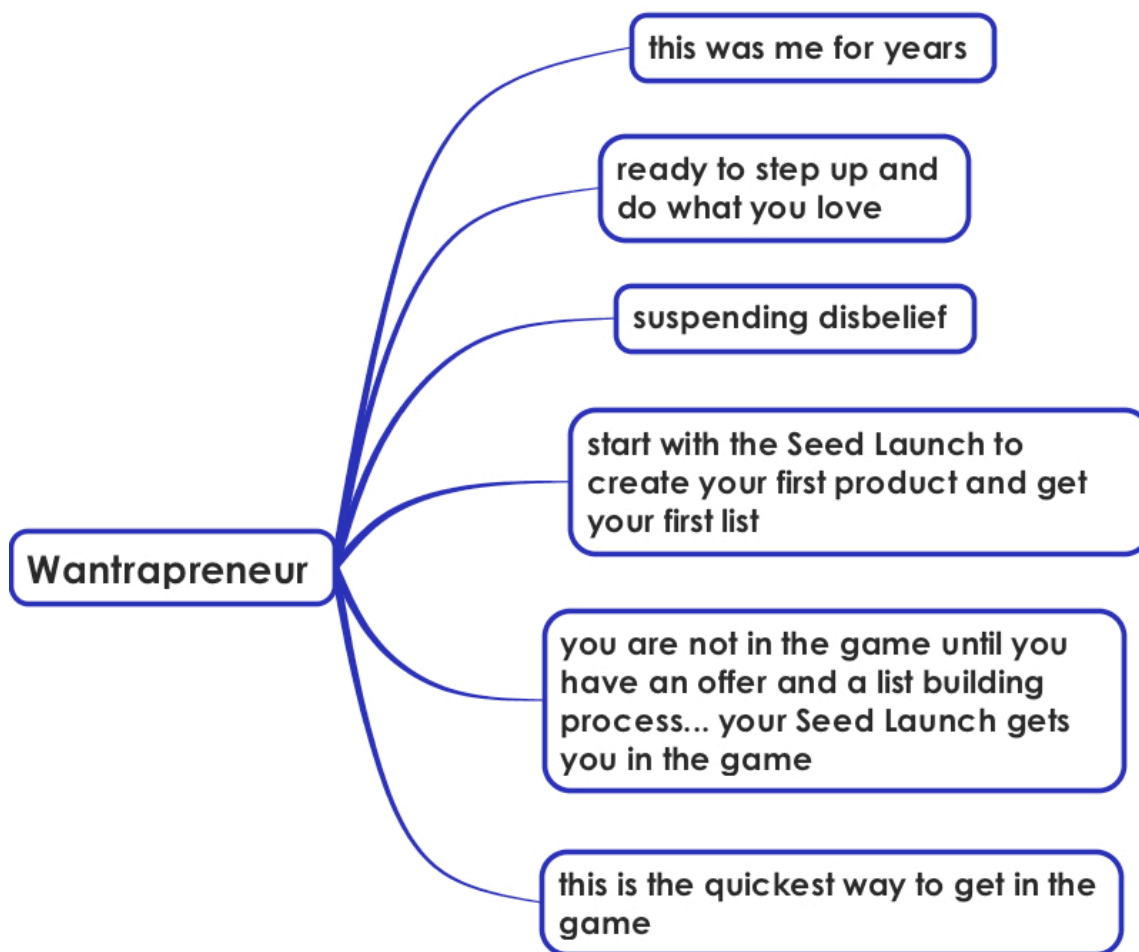 this was me for years
ready to step up and
do what you love
suspending disbelief
start with the Seed Launch to
create your first product and get
your first list
Wantrapreneur
you are not in the game until you
have an offer and a list building
process... your Seed Launch gets
you in the game
this is the quickest way to get in the
game